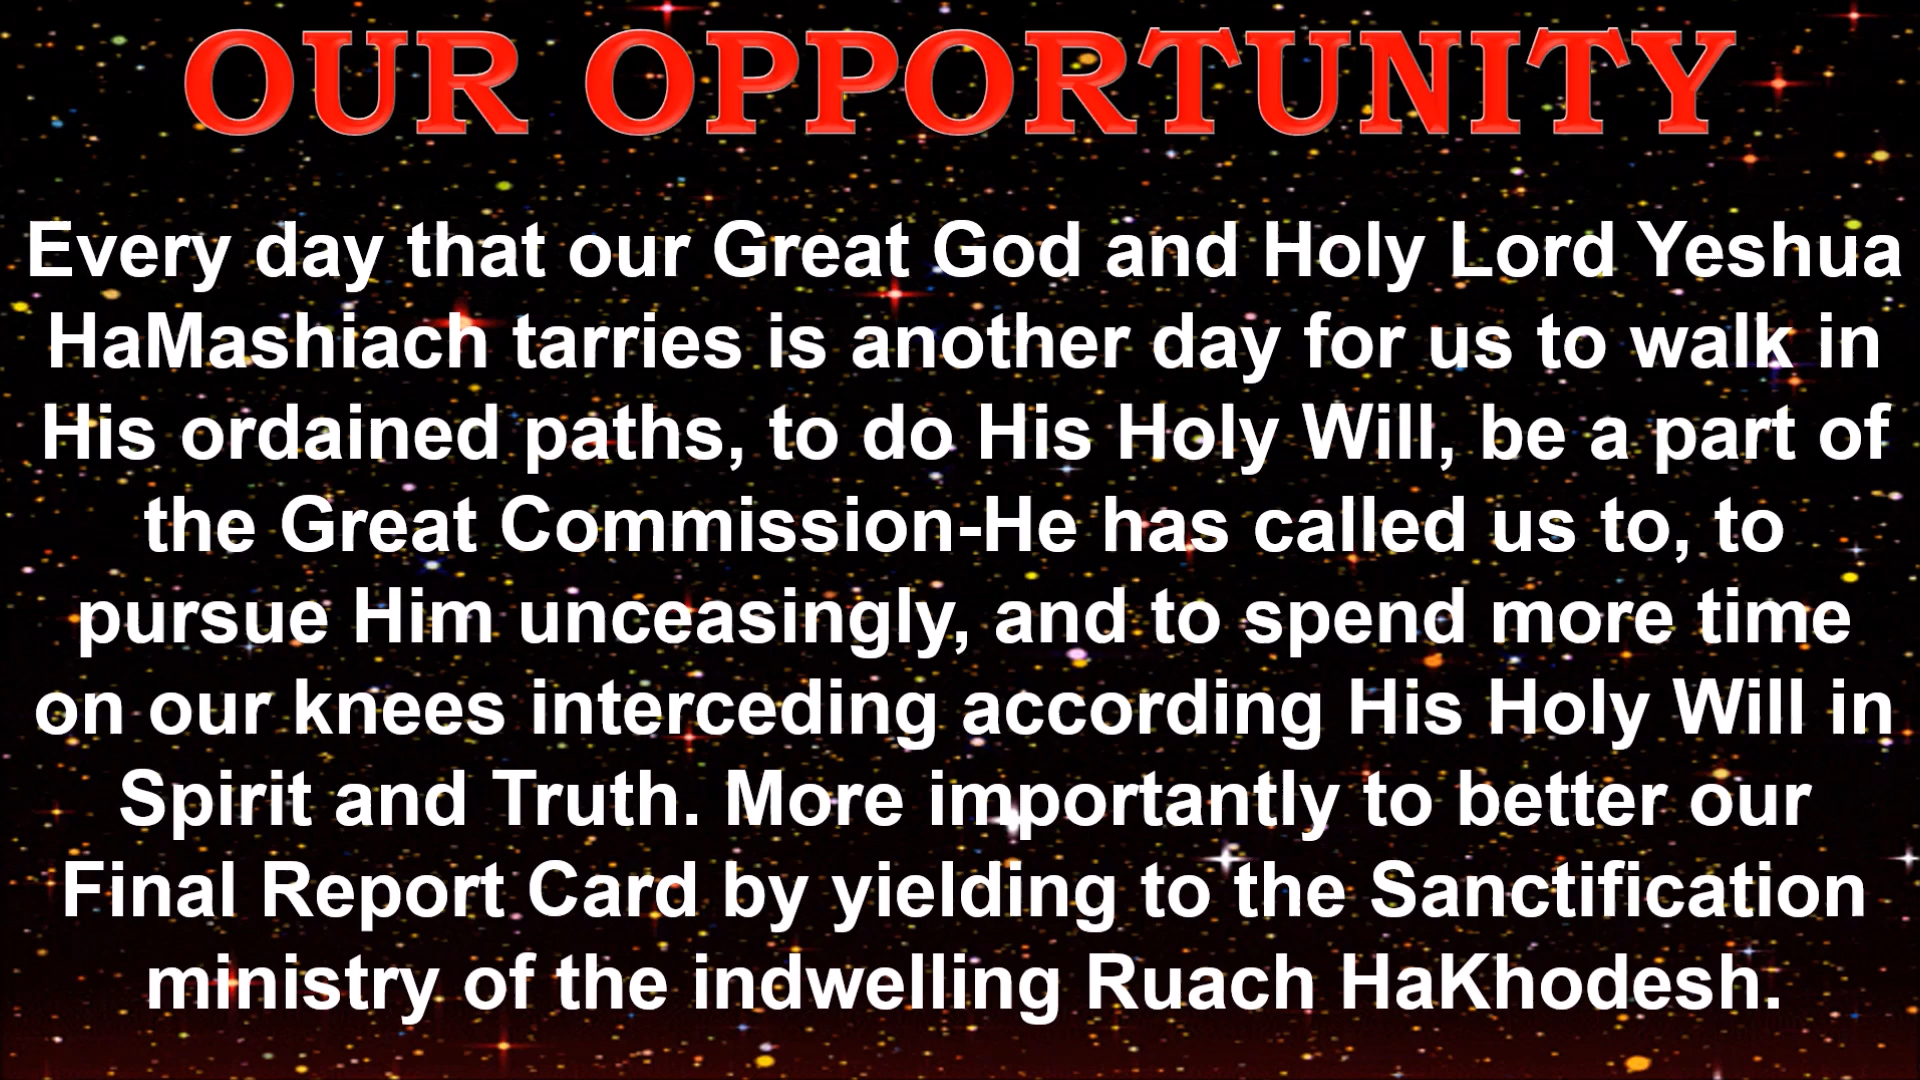 OUR OPPORTUNITY
Every day that our Great God and Holy Lord Yeshua
HaMashiach tarries is another day for us to walk in
His ordained paths, to do His Holy Will, be a part of
the Great Commission-He has called us to, to
pursue Him unceasingly, and to spend more time
on our knees interceding according His Holy Will in
Spirit and Truth. More importantly to better our
Final Report Card by yielding to the Sanctification
ministry of the indwelling Ruach HaKhodesh.